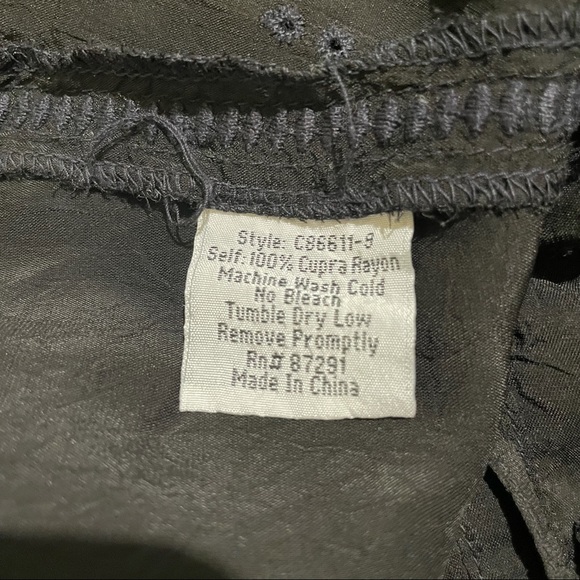 Style: C86611-9
Self: 100% Cupra Rayon
Machine Wash Cold
No Bleach
Tumble Dry Low
Remove Promptly
Rn# 87291
Made In China